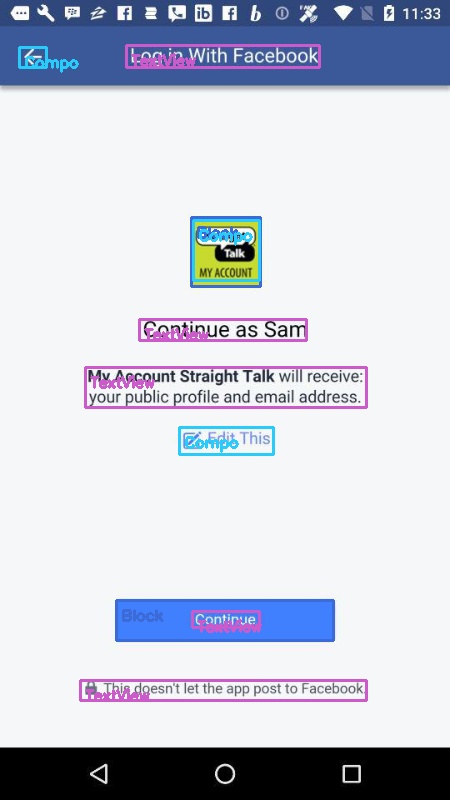 11:33
Compo
Log in With Facebook
TextView
Block
Compo
Talk
MY ACCOUNT
Continue as Sam
TextView
My Account Straight Talk will receive:
your public profile and email address.
TextView
Edit This
Compo
Block
Continue
TextView
This doesn't let the app post to Facebook.
TextView